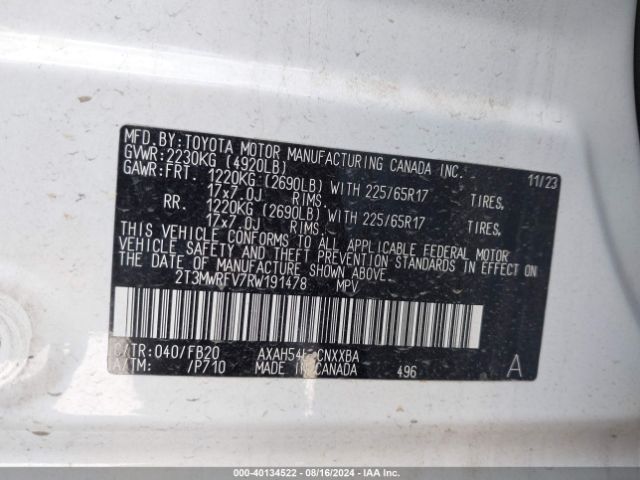 MFD. BY: TOYOTA MOTOR MANUFACTURING CANADA INC.
GVWR: 2230KG (4920LB) 11/23
GAWR: FRT. 1220KG (2690LB) WITH 225/65R17 TIRES,
17x7.0J RIMS
RR. 1220KG (2690LB) WITH 225/65R17 TIRES,
17x7.0J RIMS
THIS VEHICLE CONFORMS TO ALL APPLICABLE FEDERAL MOTOR
VEHICLE SAFETY AND THEFT PREVENTION STANDARDS IN EFFECT ON
THE DATE OF MANUFACTURE SHOWN ABOVE.
2T3MWRFV7RW191478 MPV
C/TR: 040/FB20 CNXXBA
A/TM: /P710 MADE IN CANADA 496 A
000-40134522 - 08/16/2024 - IAA Inc.